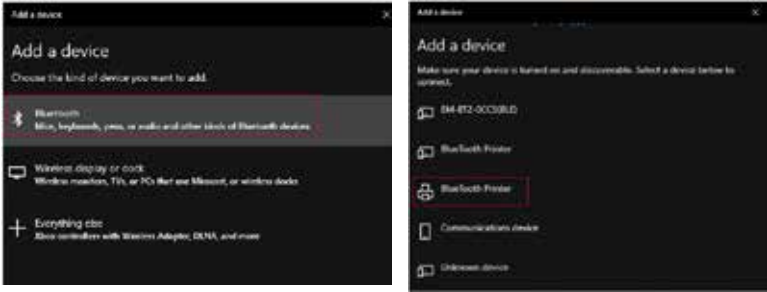 Add a device
Add a device
Choose the kind of device you want to add.
Bluetooth
Mice, keyboards, pens, or audio and other kinds of Bluetooth devices
Wireless display or dock
Wireless monitors, TVs, or PCs that use Miracast, or wireless docks
Everything else
Xbox controllers with Wireless Adapter, DLNA, and more
Add a device
Add a device
Make sure your device is turned on and discoverable. Select a device below to
connect.
BlueTooth Printer
BlueTooth Printer
Communications device
Unknown device